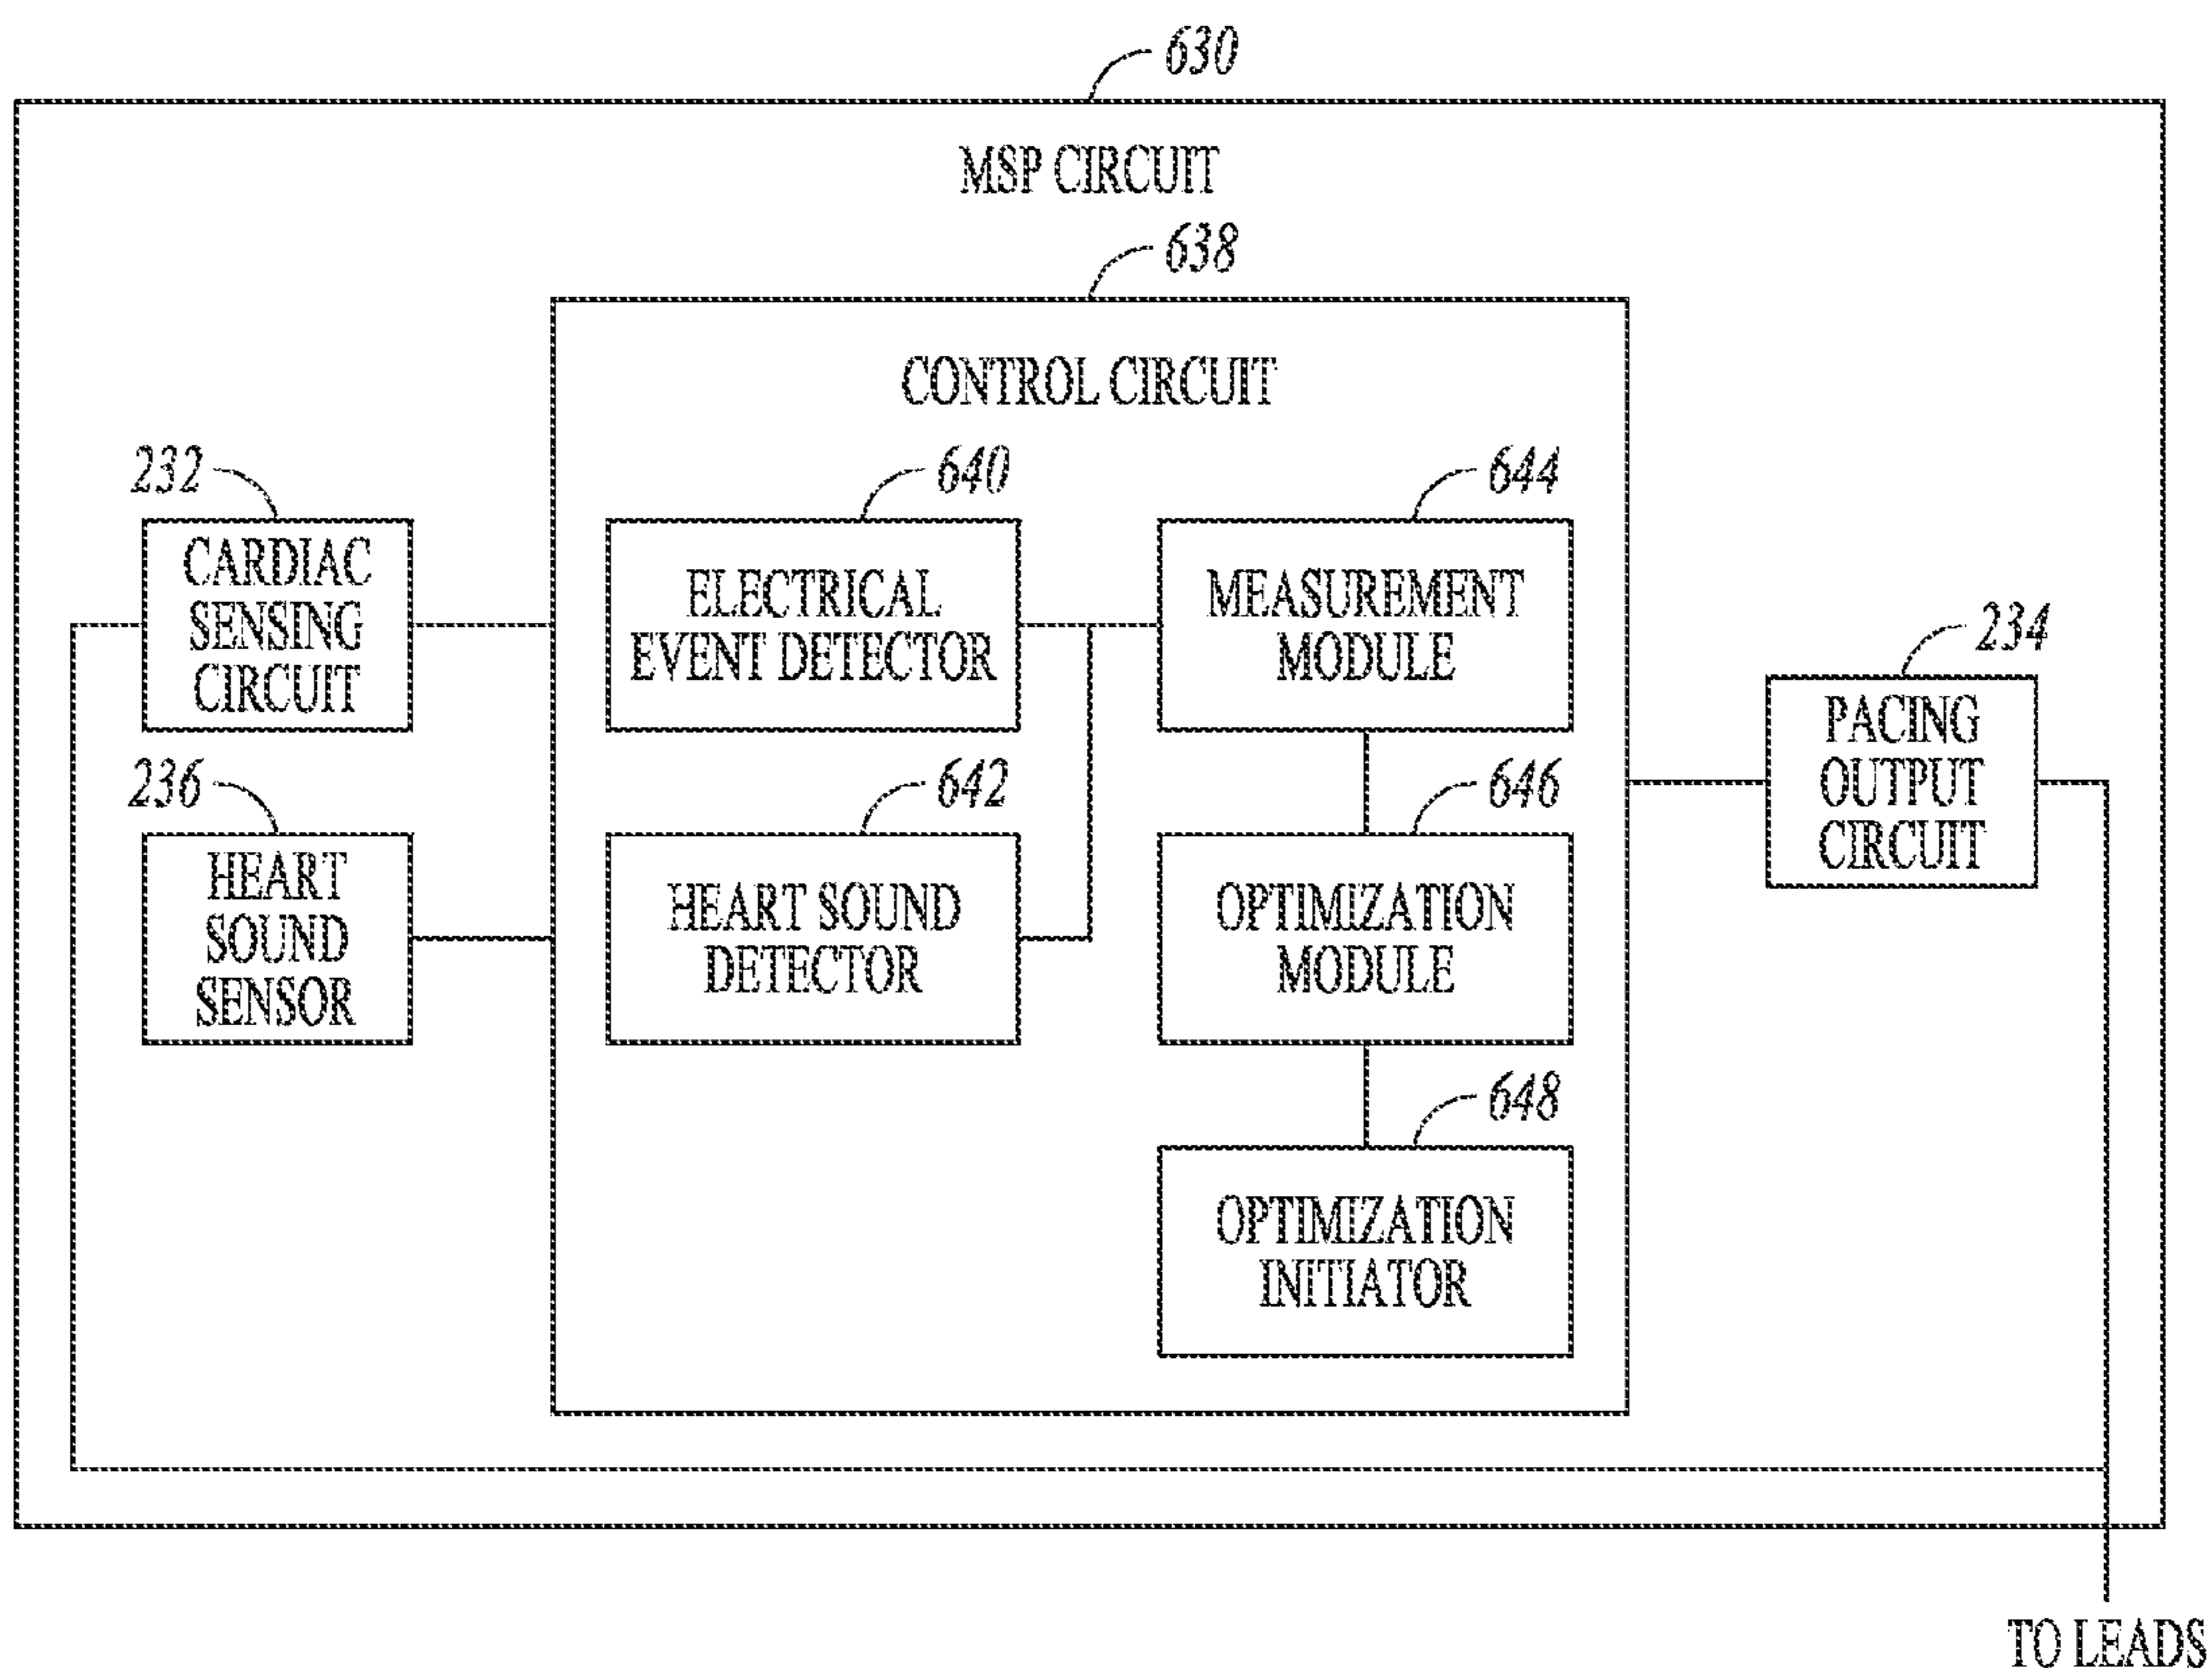 630
MSP CIRCUIT
638
CONTROL CIRCUIT
232
CARDIAC
SENSING
CIRCUIT
640
ELECTRICAL
EVENT DETECTOR
644
MEASUREMENT
MODULE
234
PACING
OUTPUT
CIRCUIT
236
HEART
SOUND
SENSOR
642
HEART SOUND
DETECTOR
646
OPTIMIZATION
MODULE
648
OPTIMIZATION
INITIATOR
TO LEADS